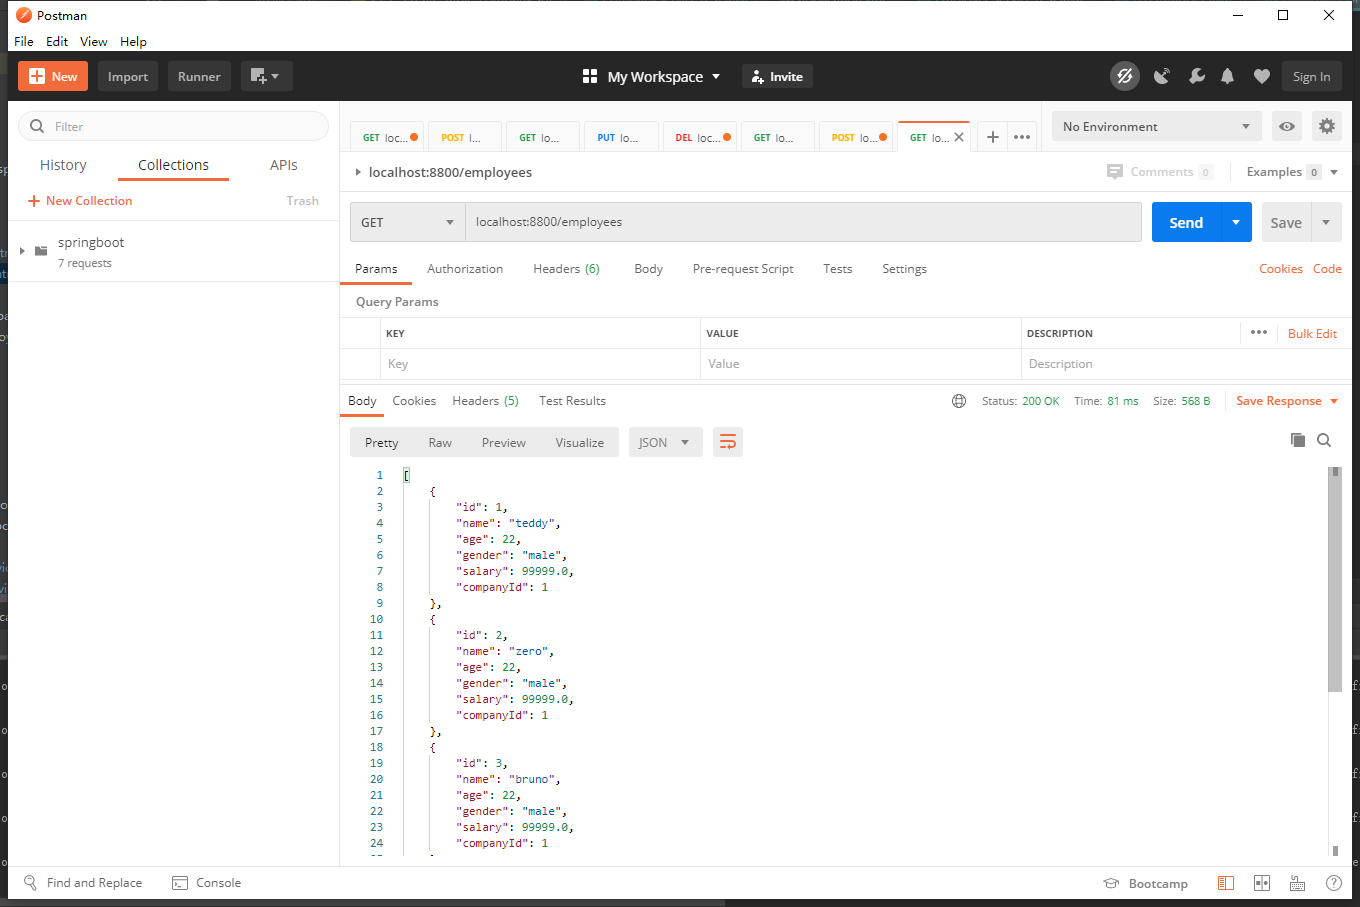 Postman
File Edit View Help
New Import Runner My Workspace Invite Sign In
Filter
History Collections APIs
New Collection Trash
springboot
7 requests
GET loc... POST l... GET lo... PUT lo... DEL loc... GET lo... POST lo... GET lo... No Environment
localhost:8800/employees Comments 0 Examples 0
GET localhost:8800/employees Send Save
Params Authorization Headers (6) Body Pre-request Script Tests Settings Cookies Code
Query Params
KEY VALUE DESCRIPTION Bulk Edit
Key Value Description
Body Cookies Headers (5) Test Results Status: 200 OK Time: 81 ms Size: 568 B Save Response
Pretty Raw Preview Visualize JSON
1 [
2 {
3 "id": 1,
4 "name": "teddy",
5 "age": 22,
6 "gender": "male",
7 "salary": 99999.0,
8 "companyId": 1
9 },
10 {
11 "id": 2,
12 "name": "zero",
13 "age": 22,
14 "gender": "male",
15 "salary": 99999.0,
16 "companyId": 1
17 },
18 {
19 "id": 3,
20 "name": "bruno",
21 "age": 22,
22 "gender": "male",
23 "salary": 99999.0,
24 "companyId": 1
Find and Replace Console Bootcamp